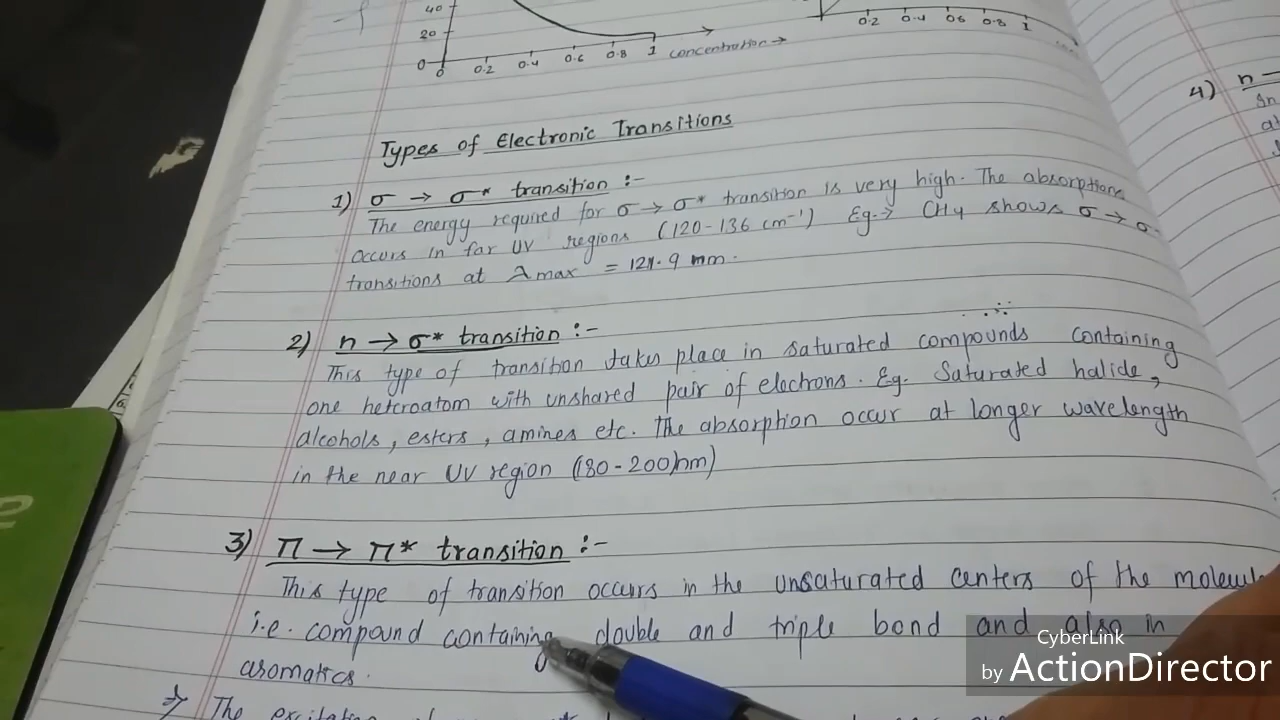 40
20
0
0 0.2 0.4 0.6 0.8 1 concentration →
0.2 0.4 0.6 0.8 1
Types of Electronic Transitions
1) σ → σ* transition :-
The energy required for σ → σ* transition is very high. The absorptions
occurs in far UV regions (120-136 cm⁻¹) Eg. → CH4 shows σ → σ
transitions at λmax = 121.9 mm.
2) n → σ* transition :-
This type of transition takes place in saturated compounds containing
one heteroatom with unshared pair of electrons. Eg. Saturated halide,
alcohols, esters, amines etc. The absorption occur at longer wavelength
in the near UV region (180-200)nm)
3) π → π* transition :-
This type of transition occurs in the unsaturated centers of the molecul
i.e. compound containing double and triple bond and also in
aromatics.
⇒ The
4) n →
CyberLink
by ActionDirector